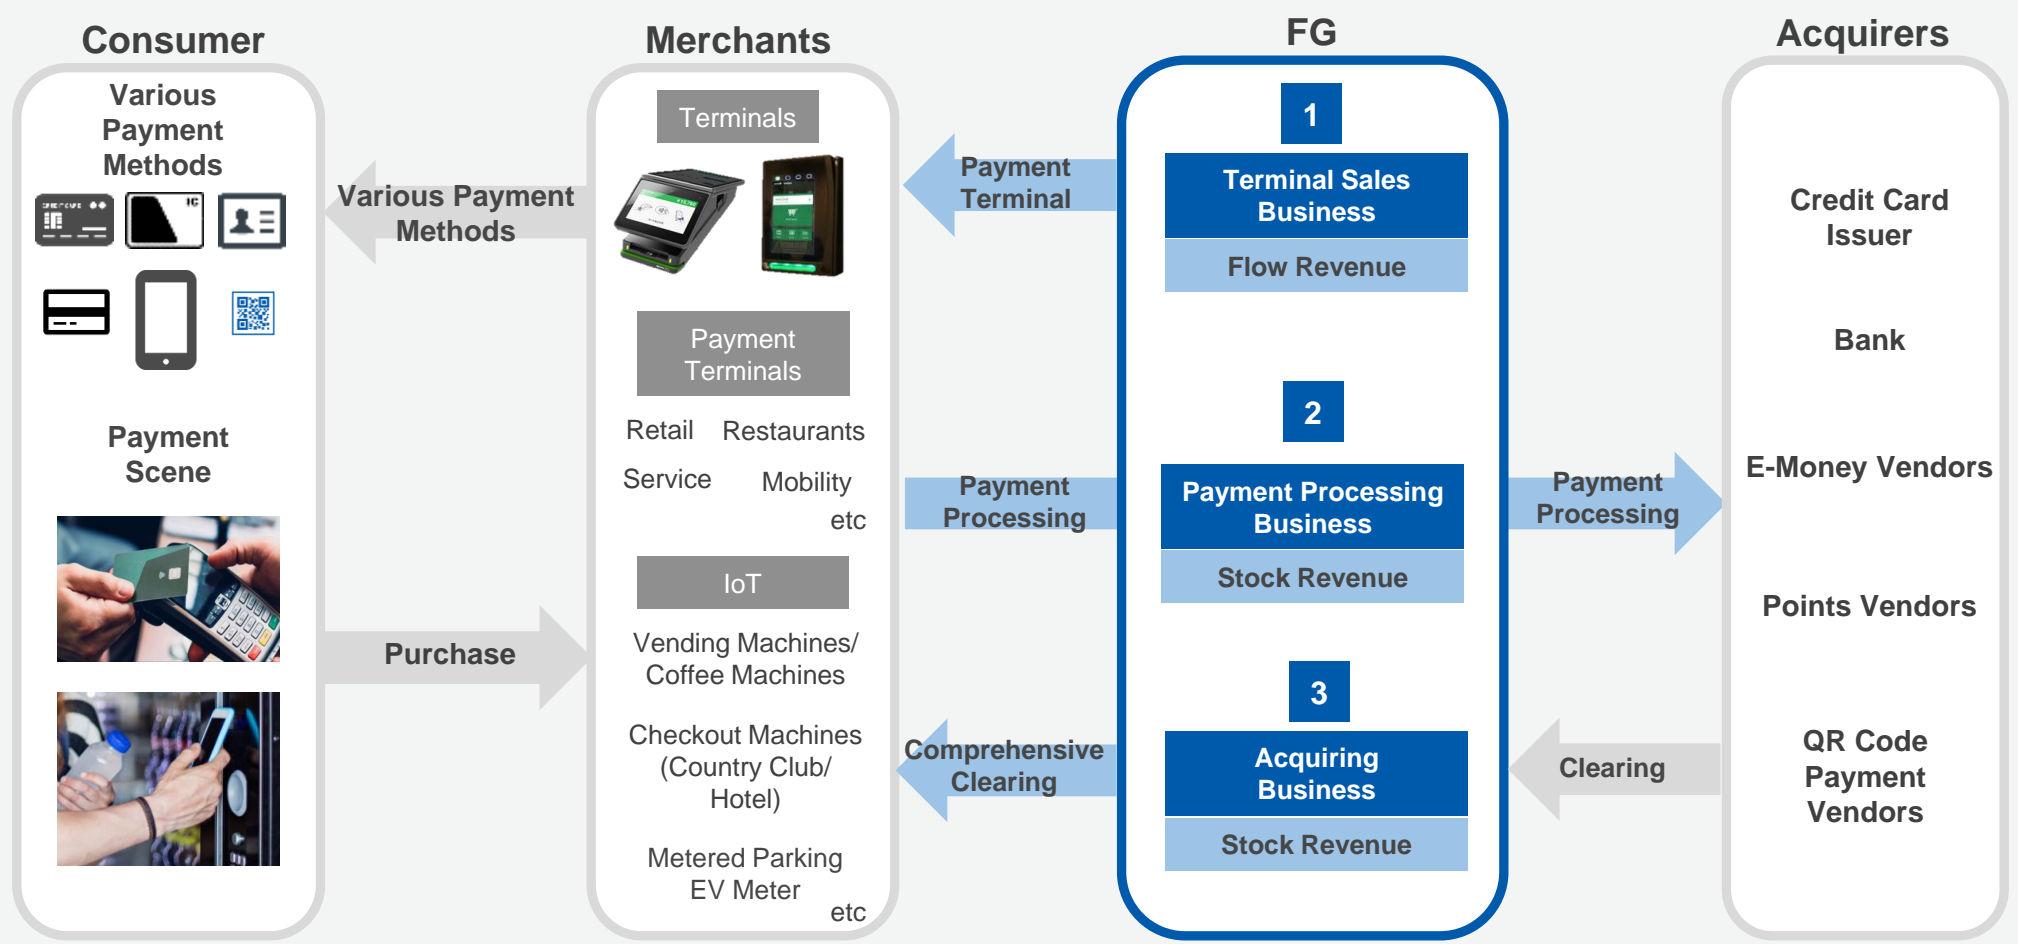 Consumer
Various
Payment
Methods
IC
Payment
Scene
Various Payment
Methods
Purchase
Merchants
Terminals
Payment
Terminals
Retail
Restaurants
Service
Mobility
etc
IoT
Vending Machines/
Coffee Machines
Checkout Machines
(Country Club/
Hotel)
Metered Parking
EV Meter
etc
Payment
Terminal
Payment
Processing
Comprehensive
Clearing
FG
1
Terminal Sales
Business
Flow Revenue
2
Payment Processing
Business
Stock Revenue
3
Acquiring
Business
Stock Revenue
Payment
Processing
Clearing
Acquirers
Credit Card
Issuer
Bank
E-Money Vendors
Points Vendors
QR Code
Payment
Vendors